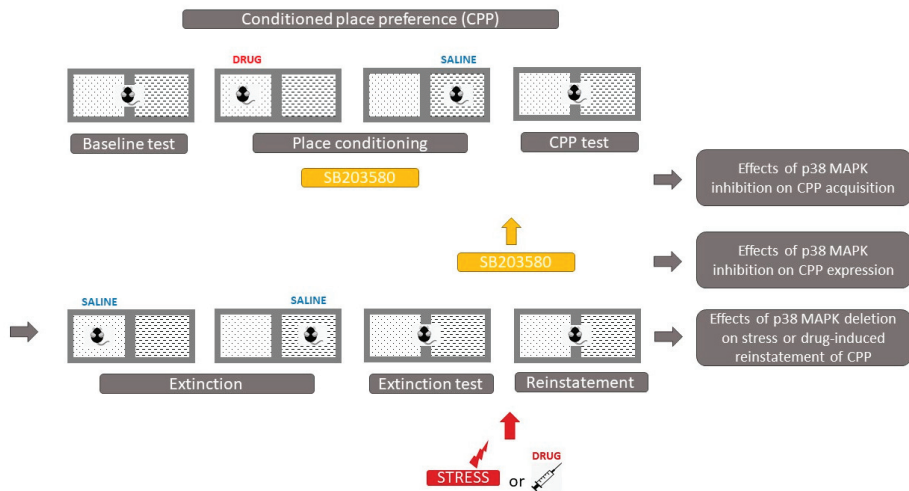 Conditioned place preference (CPP)
DRUG
SALINE
Baseline test
Place conditioning
CPP test
SB203580
Effects of p38 MAPK
inhibition on CPP acquisition
SB203580
Effects of p38 MAPK
inhibition on CPP expression
SALINE
SALINE
Extinction
Extinction test
Reinstatement
Effects of p38 MAPK deletion
on stress or drug-induced
reinstatement of CPP
STRESS or
DRUG